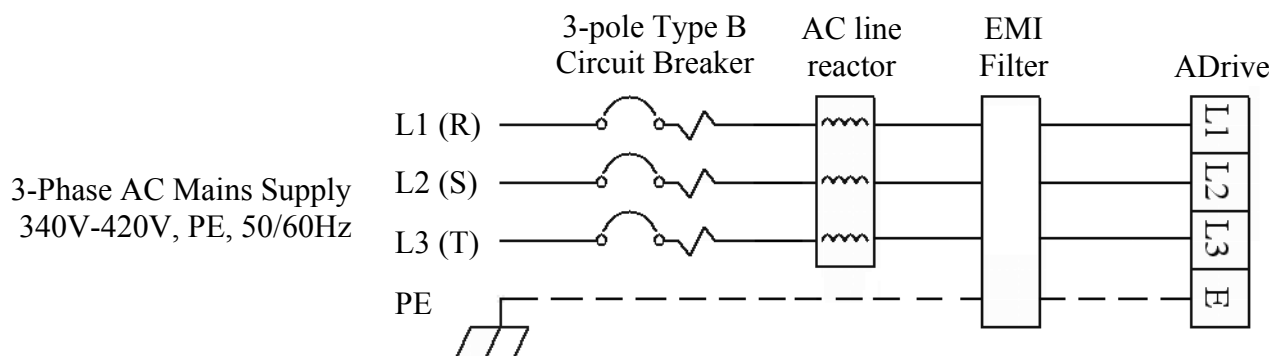 3-pole Type B
Circuit Breaker
AC line
reactor
EMI
Filter
ADrive
L1 (R)
L1
L2 (S)
L2
3-Phase AC Mains Supply
340V-420V, PE, 50/60Hz
L3 (T)
L3
PE
E